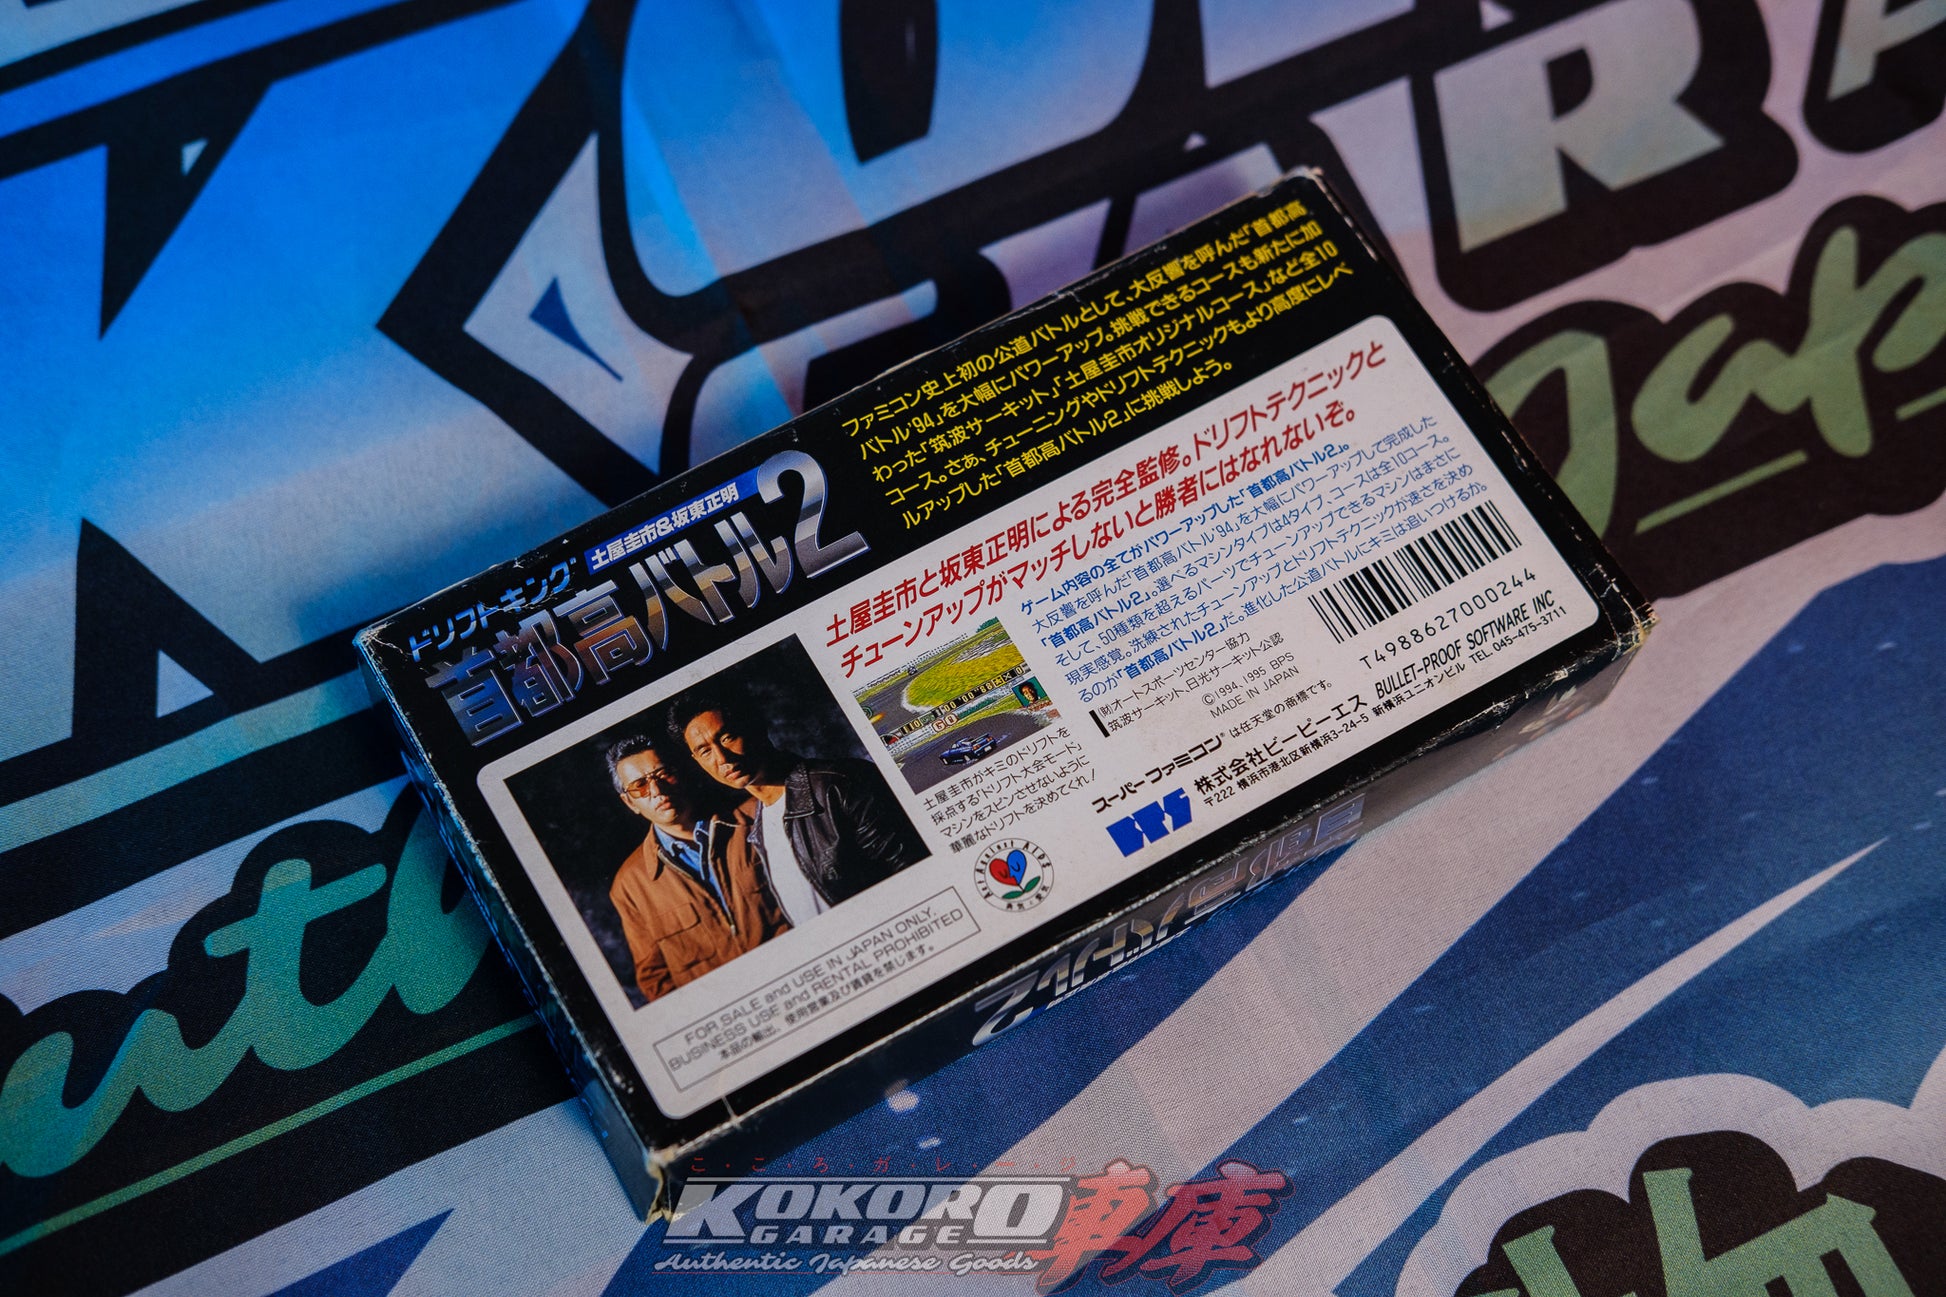 ドリフトキング
土屋圭市&坂東正明
首都高バトル2
ファミコン史上初の公道バトルとして、大反響を呼んだ「首都高
バトル'94」を大幅にパワーアップ。挑戦できるコースも新たに加
わった「筑波サーキット」「土屋圭市オリジナルコース」など全10
コース。さぁ、チューニングやドリフトテクニックもより高度にレベ
ルアップした「首都高バトル2」に挑戦しよう。
土屋圭市と坂東正明による完全監修。ドリフトテクニックと
チューンアップがマッチしないと勝者にはなれないぞ。
ゲーム内容の全てがパワーアップした「首都高バトル2」。
大反響を呼んだ「首都高バトル'94」を大幅にパワーアップして完成した
「首都高バトル2」。選べるマシンタイプは4タイプ、コースは全10コース。
そして、50種類を超えるパーツでチューンアップできるマシンはまさに
現実感覚。洗練されたチューンアップとドリフトテクニックが速さを決め
るのが「首都高バトル2」だ。進化した公道バトルにキミは追いつけるか。
土屋圭市がキミのドリフトを
採点する「ドリフト大会モード」
マシンをスピンさせないように
華麗なドリフトを決めてくれ!
(財)オートスポーツセンター協力
筑波サーキット、日光サーキット公認
©1994, 1995 BPS
MADE IN JAPAN
T4988627000244
スーパーファミコン®は任天堂の商標です。
BPS
株式会社ビーピーエス BULLET-PROOF SOFTWARE INC
〒222 横浜市港北区新横浜3-24-5 新横浜ユニオンビル TEL. 045-475-3711
Act Against AIDS
FOR SALE and USE IN JAPAN ONLY.
BUSINESS USE and RENTAL PROHIBITED
本品の輸出、使用営業及び賃貸を禁じます。
こ・こ・ろ・ガ・レ・ー・ジ
KOKORO 車庫
GARAGE
Authentic Japanese Goods